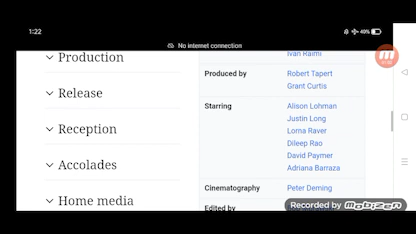 1:22
49%
No internet connection
Production
Release
Reception
Accolades
Home media
Ivan Raimi
Produced by Robert Tapert
Grant Curtis
Starring Alison Lohman
Justin Long
Lorna Raver
Dileep Rao
David Paymer
Adriana Barraza
Cinematography Peter Deming
Edited by
Recorded by MOBIZEN